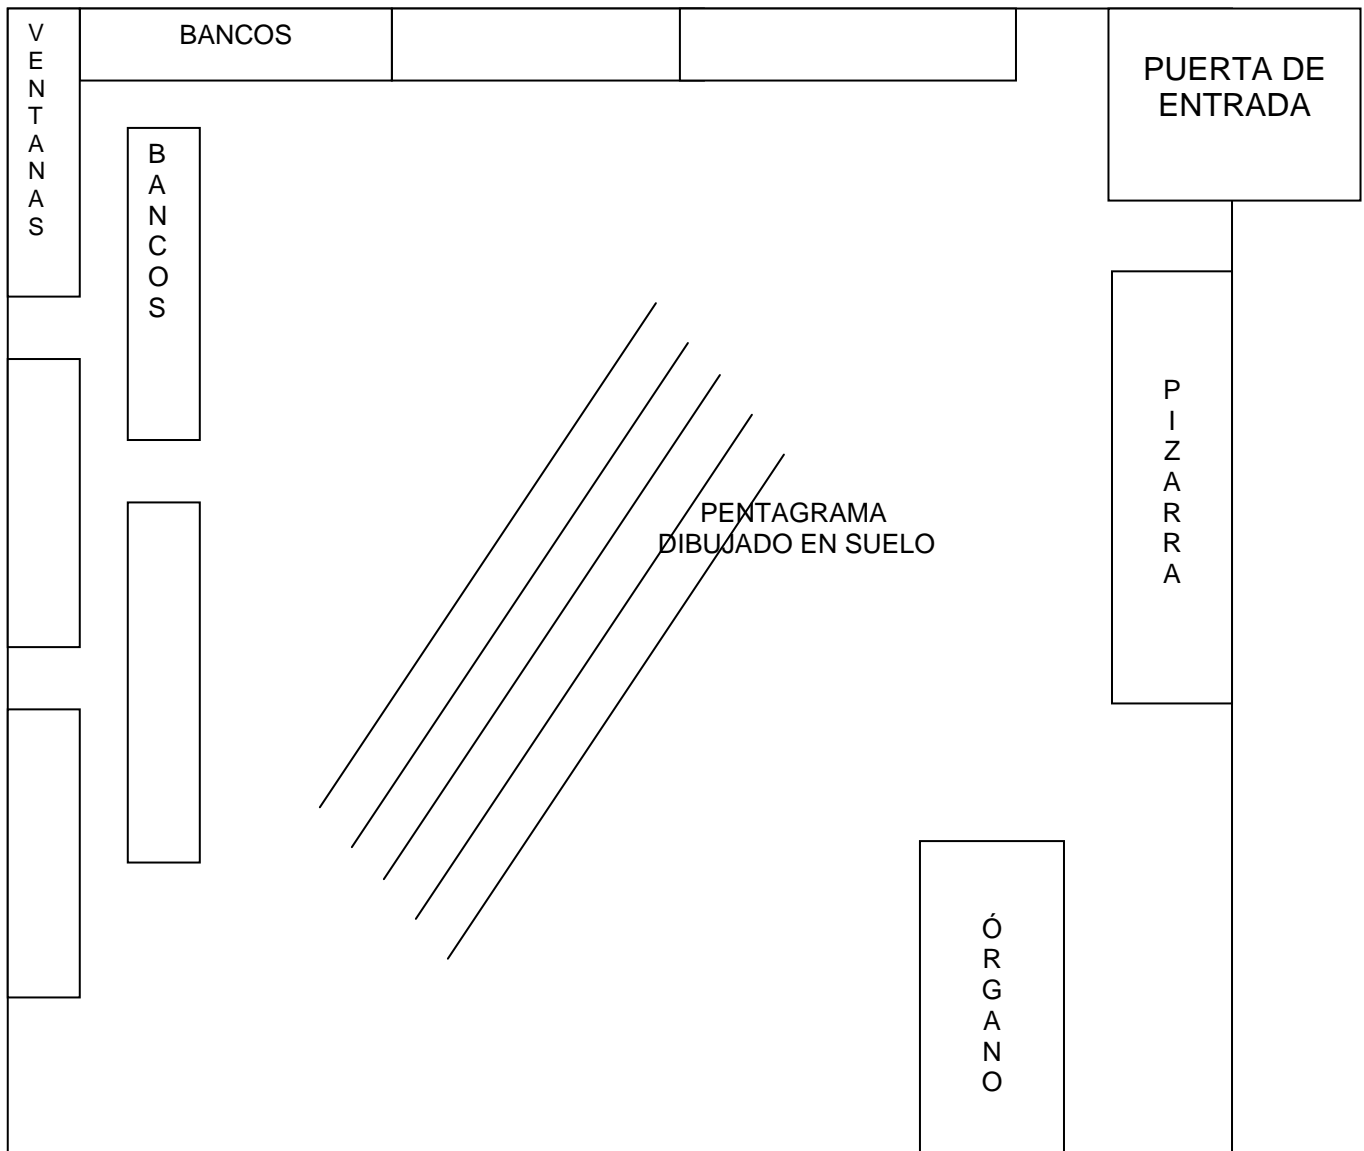 VENTANAS
BANCOS
PUERTA DE
ENTRADA
BANCOS
PIZARRA
PENTAGRAMA
DIBUJADO EN SUELO
ÓRGANO